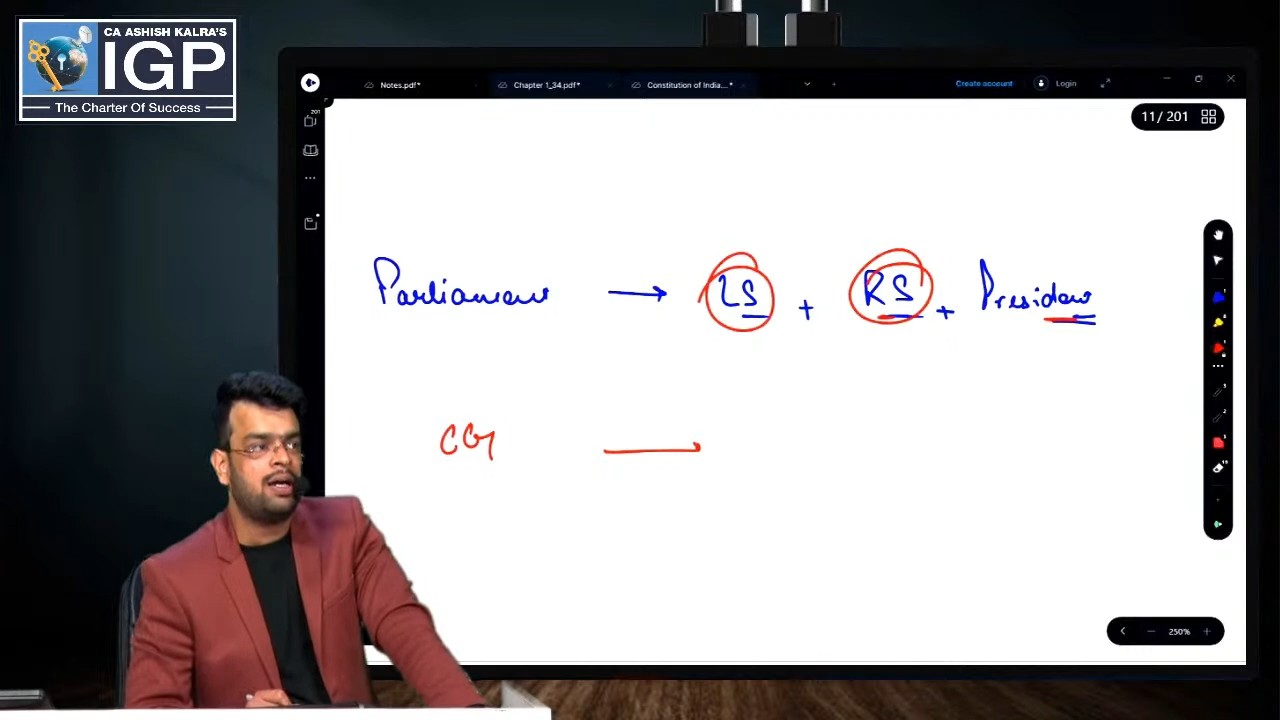 CA ASHISH KALRA'S
IGP
The Charter Of Success
Notes.pdf*
Chapter 1_34.pdf*
Constitution of India...*
Create account
Login
201
11 / 201
Parliament → LS + RS + President
CG →
250%